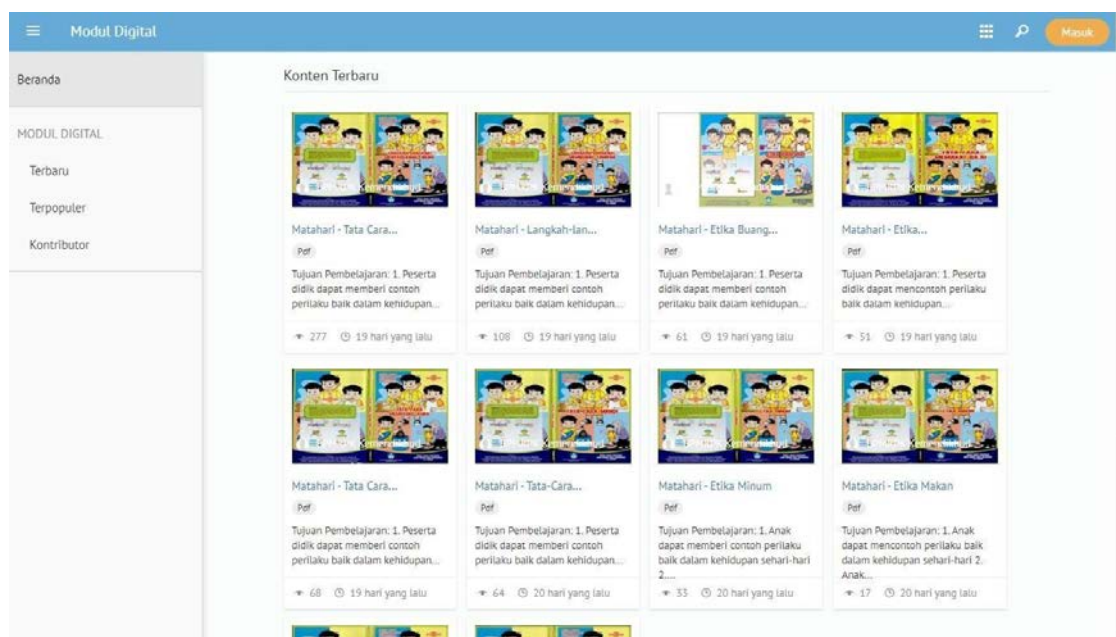 Modul Digital
Masuk
Beranda
MODUL DIGITAL
Terbaru
Terpopuler
Kontributor
Konten Terbaru
Matahari - Tata Cara...
Pdf
Tujuan Pembelajaran: 1. Peserta
didik dapat memberi contoh
perilaku baik dalam kehidupan...
277 19 hari yang lalu
Matahari - Langkah-lan...
Pdf
Tujuan Pembelajaran: 1. Peserta
didik dapat memberi contoh
perilaku baik dalam kehidupan...
108 19 hari yang lalu
Matahari - Etika Buang...
Pdf
Tujuan Pembelajaran: 1. Peserta
didik dapat memberi contoh
perilaku baik dalam kehidupan...
61 19 hari yang lalu
Matahari - Etika...
Pdf
Tujuan Pembelajaran: 1. Peserta
didik dapat mencontoh perilaku
baik dalam kehidupan...
51 19 hari yang lalu
Matahari - Tata Cara...
Pdf
Tujuan Pembelajaran: 1. Peserta
didik dapat memberi contoh
perilaku baik dalam kehidupan...
68 19 hari yang lalu
Matahari - Tata-Cara...
Pdf
Tujuan Pembelajaran: 1. Peserta
didik dapat memberi contoh
perilaku baik dalam kehidupan...
64 20 hari yang lalu
Matahari - Etika Minum
Pdf
Tujuan Pembelajaran: 1. Anak
dapat memberi contoh perilaku
baik dalam kehidupan sehari-hari
2....
33 20 hari yang lalu
Matahari - Etika Makan
Pdf
Tujuan Pembelajaran: 1. Anak
dapat mencontoh perilaku baik
dalam kehidupan sehari-hari 2.
Anak...
17 20 hari yang lalu